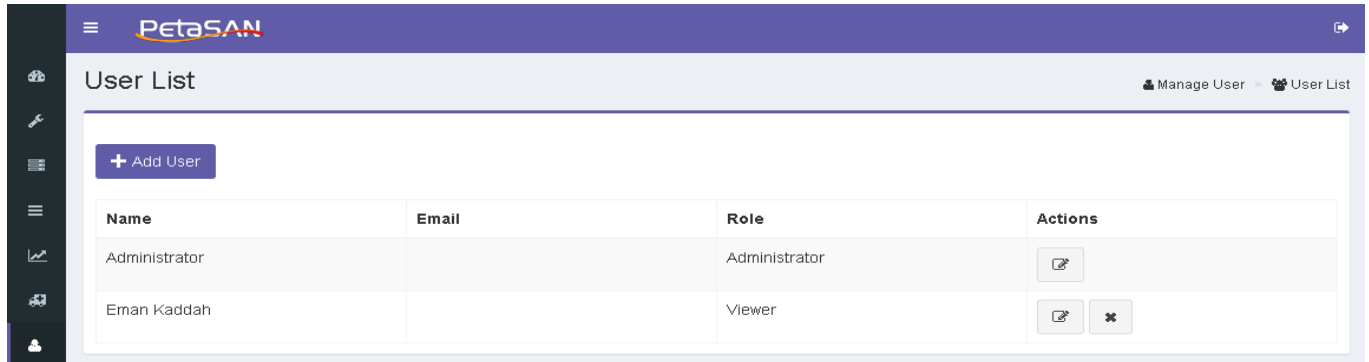 PetaSAN
User List
Manage User > User List
Add User
Name Email Role Actions
Administrator Administrator
Eman Kaddah Viewer